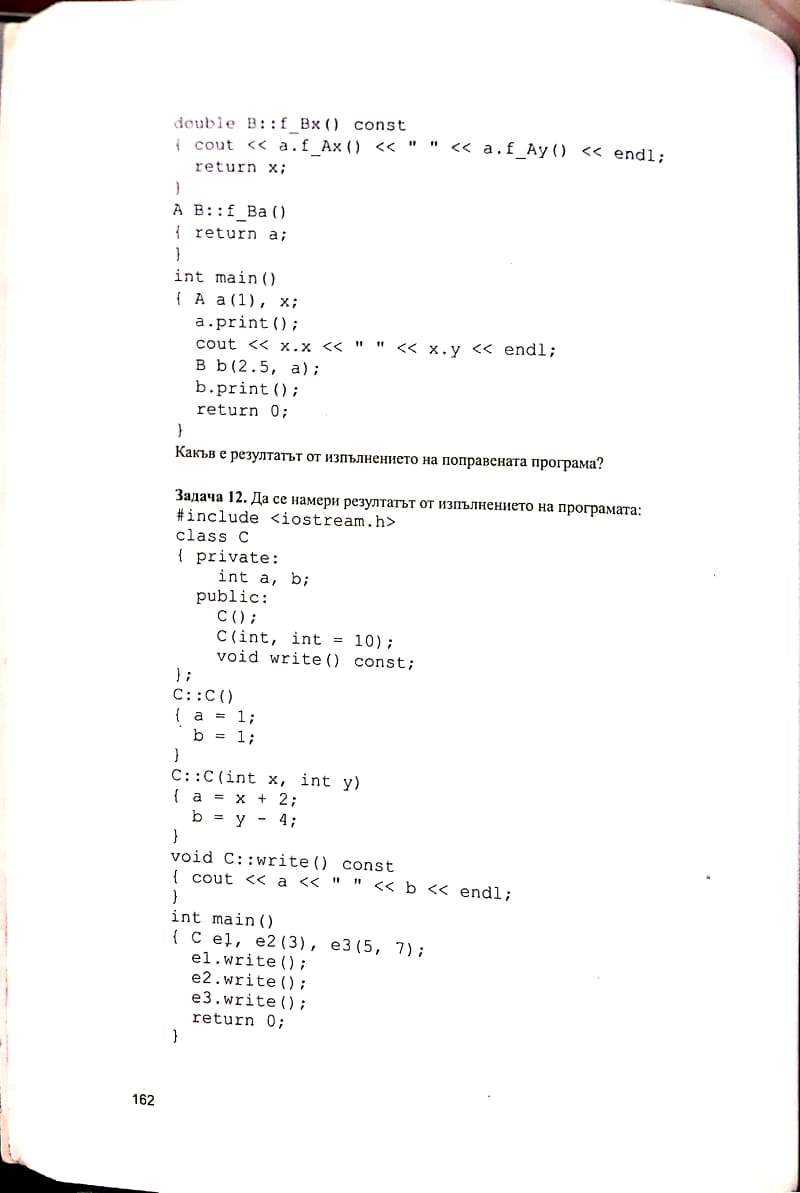 double B::f_Bx() const
{ cout << a.f_Ax() << " " << a.f_Ay() << endl;
return x;
}
A B::f_Ba()
{ return a;
}
int main()
{ A a(1), x;
a.print();
cout << x.x << " " << x.y << endl;
B b(2.5, a);
b.print();
return 0;
}
Какъв е резултатът от изпълнението на поправената програма?
Задача 12. Да се намери резултатът от изпълнението на програмата:
#include <iostream.h>
class C
{ private:
int a, b;
public:
C();
C(int, int = 10);
void write() const;
};
C::C()
{ a = 1;
b = 1;
}
C::C(int x, int y)
{ a = x + 2;
b = y - 4;
}
void C::write() const
{ cout << a << " " << b << endl;
}
int main()
{ C e1, e2(3), e3(5, 7);
e1.write();
e2.write();
e3.write();
return 0;
}
162